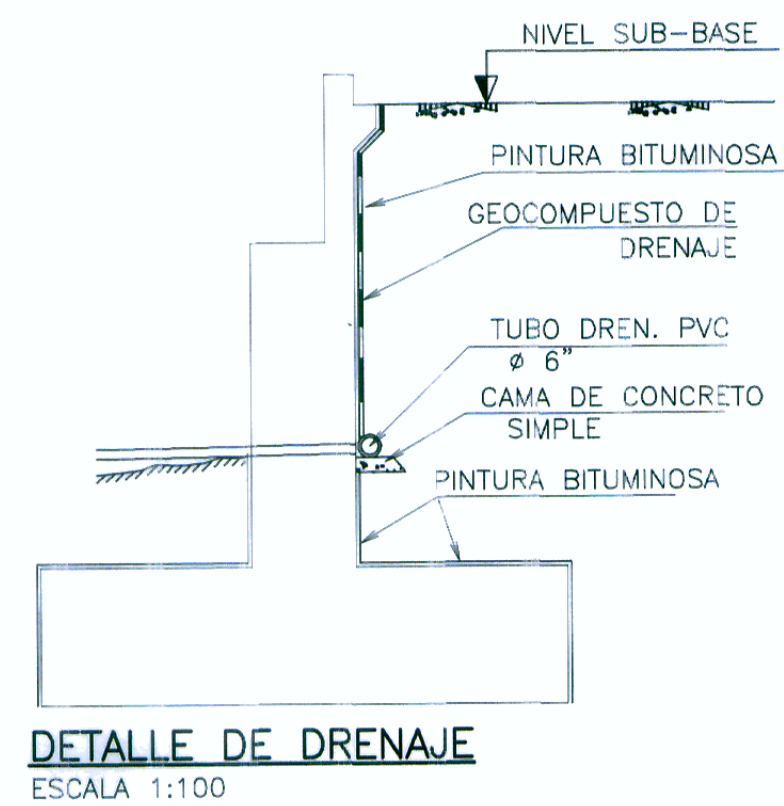 NIVEL SUB-BASE
PINTURA BITUMINOSA
GEOCOMPUESTO DE
DRENAJE
TUBO DREN. PVC
ø 6"
CAMA DE CONCRETO
SIMPLE
PINTURA BITUMINOSA
DETALLE DE DRENAJE
ESCALA 1:100